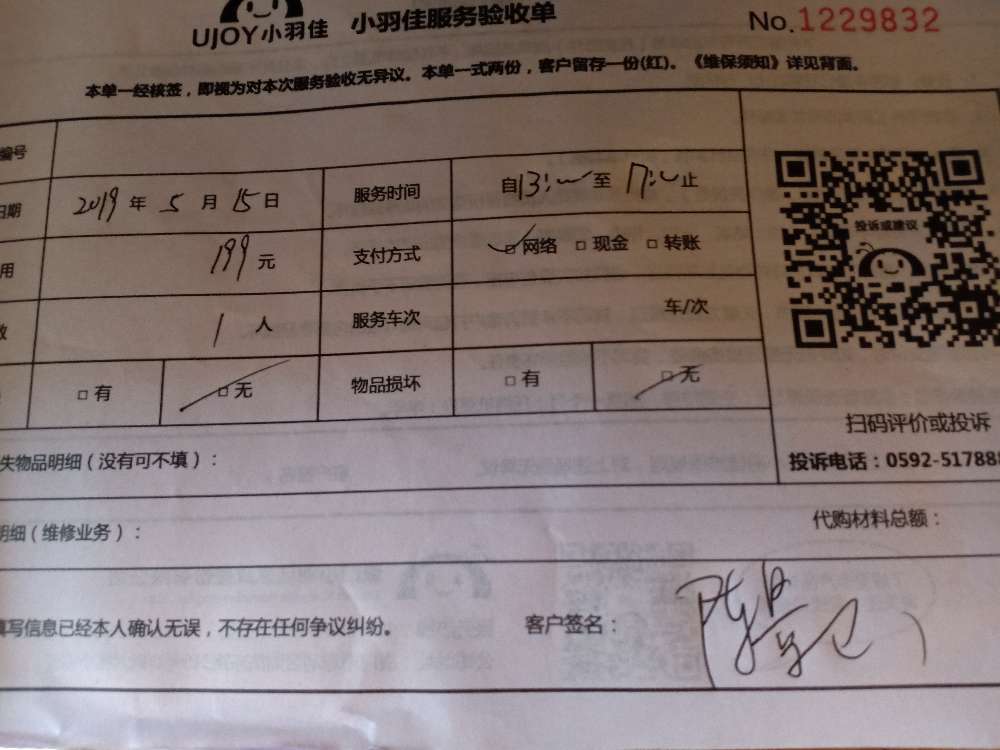 UJOY小羽佳 小羽佳服务验收单 No.1229832
本单一经核签，即视为对本次服务验收无异议。本单一式两份，客户留存一份(红)。《维保须知》详见背面。
编号
日期 2019 年 5 月 15 日 服务时间 自13:00至17:00止
用 199 元 支付方式 ☑网络 □现金 □转账
数 1 人 服务车次 车/次
□有 ☑无 物品损坏 □有 ☑无
投诉或建议
扫码评价或投诉
投诉电话：0592-517888
失物品明细（没有可不填）：
明细（维修业务）： 代购材料总额：
填写信息已经本人确认无误，不存在任何争议纠纷。 客户签名：